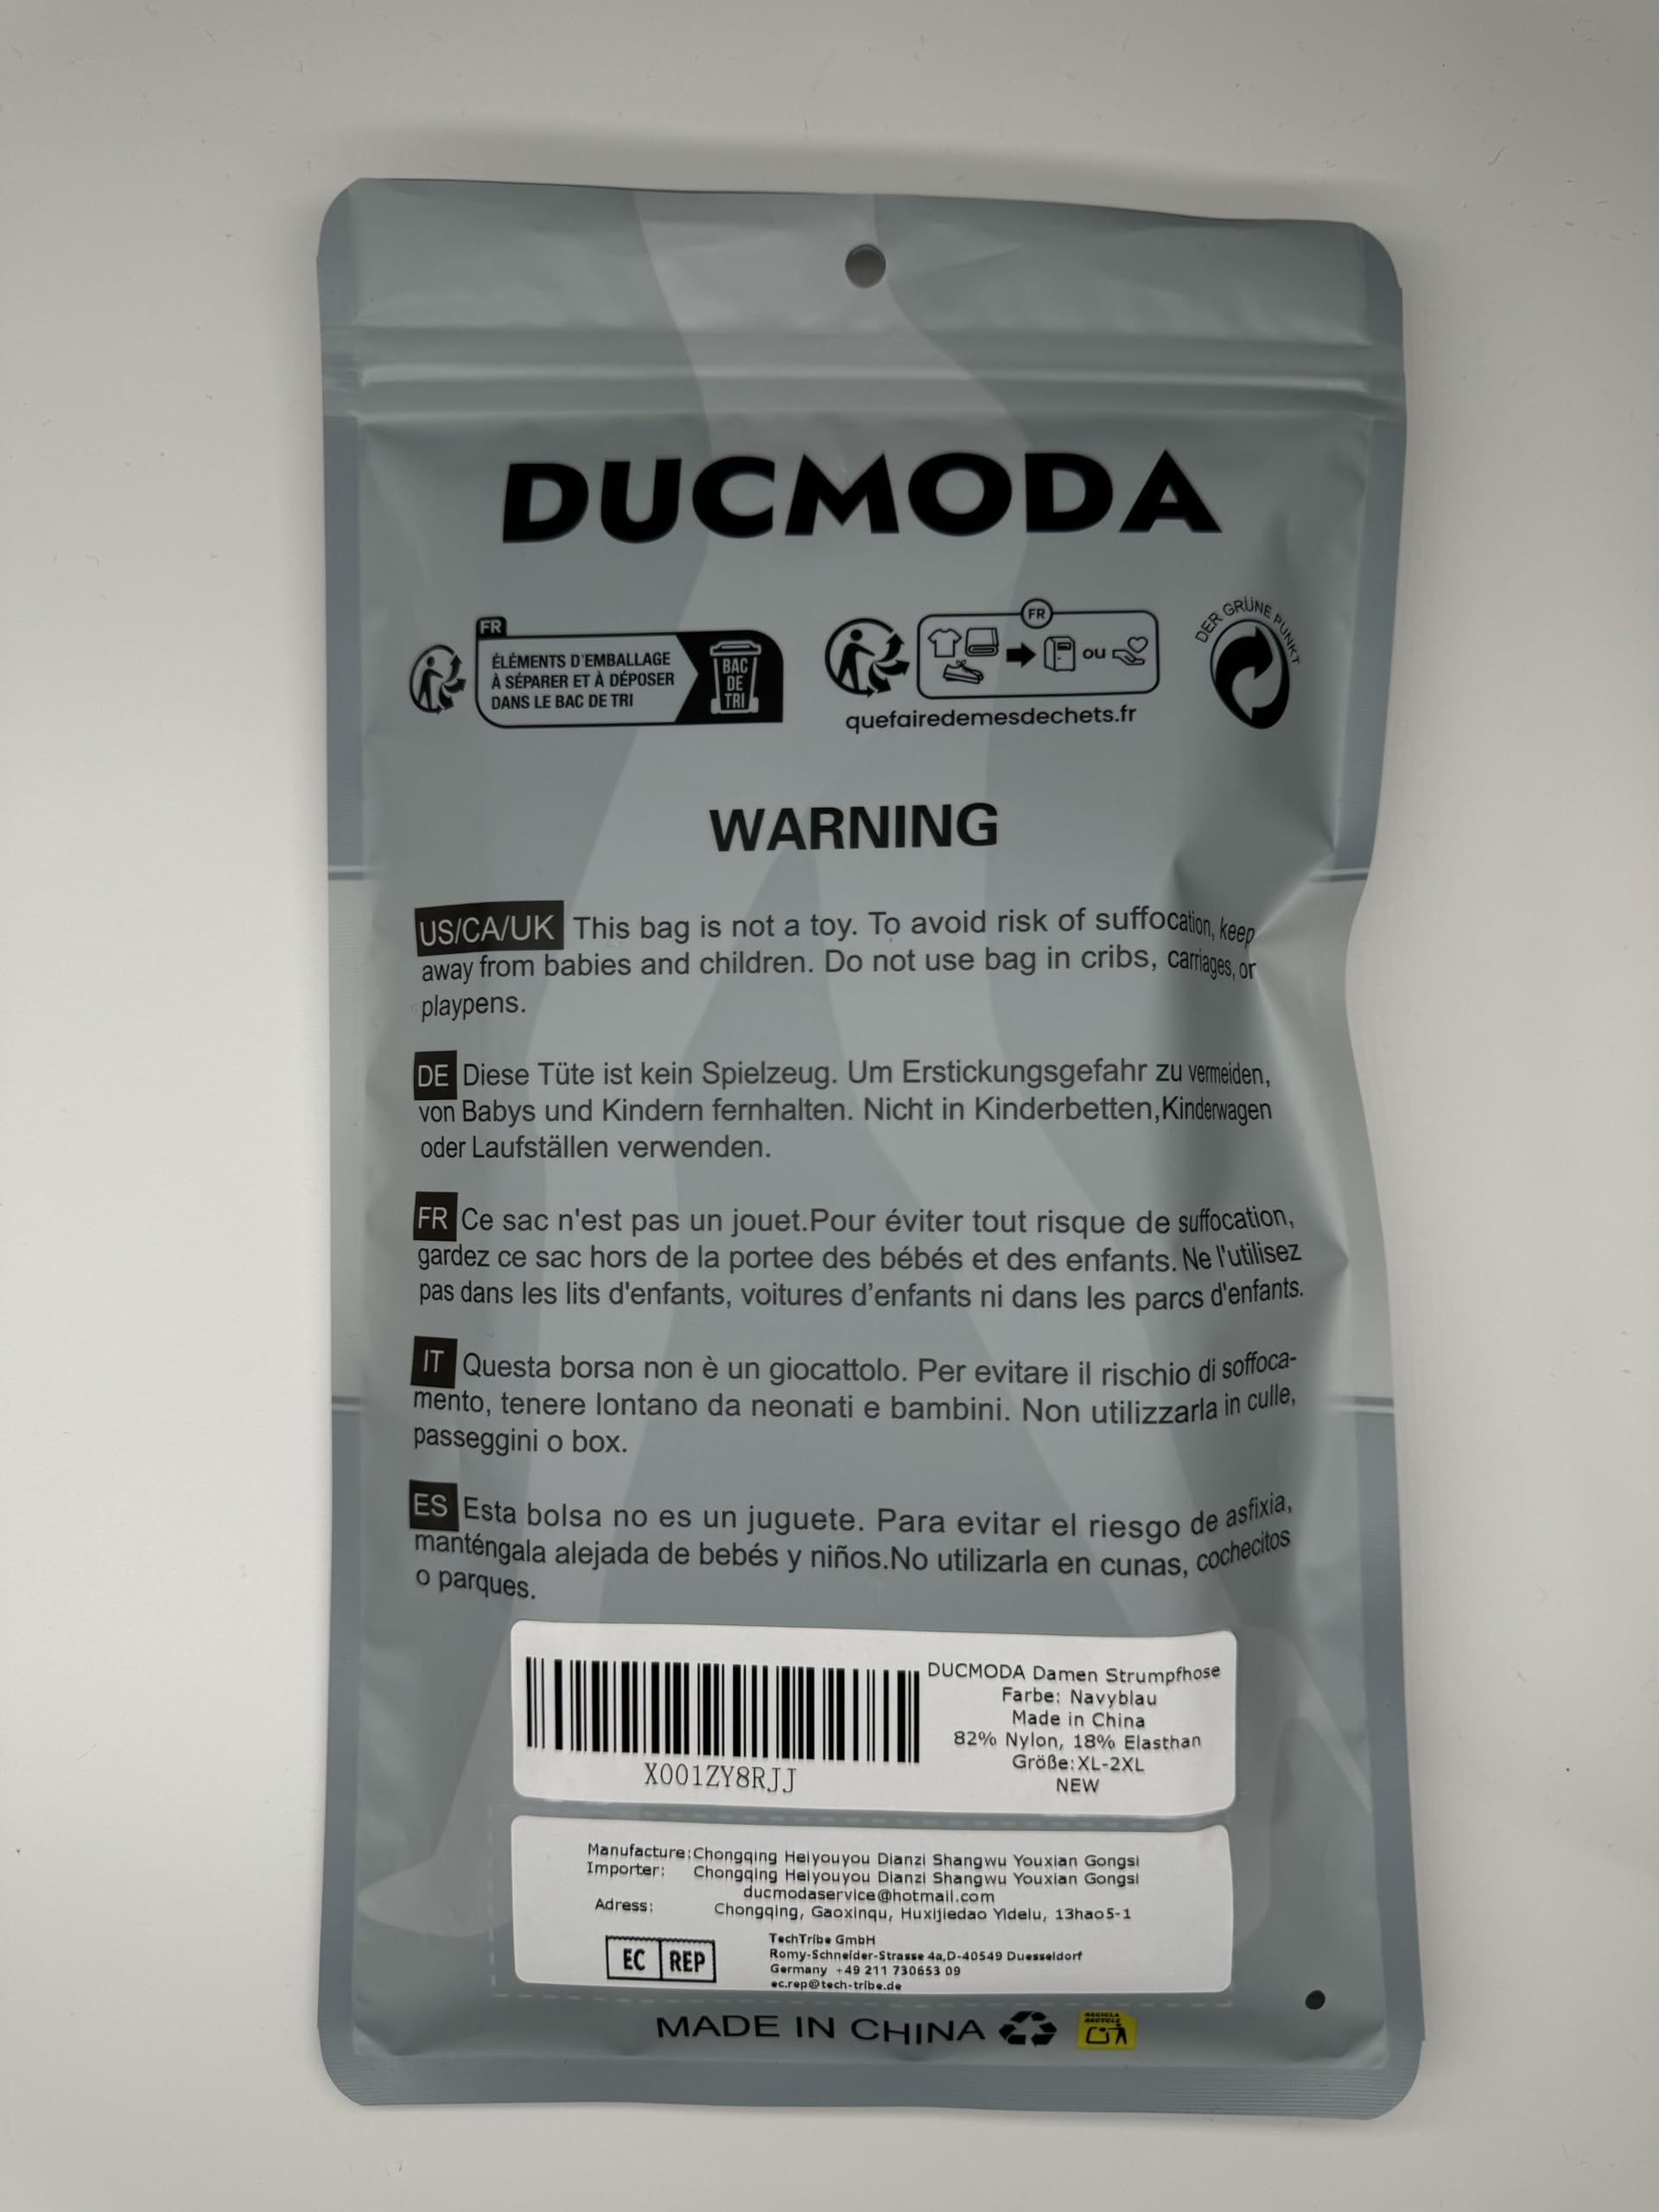 DUCMODA
FR
ÉLÉMENTS D'EMBALLAGE
À SÉPARER ET À DÉPOSER
DANS LE BAC DE TRI
BAC
DE
TRI
FR
ou
quefairedemesdechets.fr
DER GRÜNE PUNKT
WARNING
US/CA/UK This bag is not a toy. To avoid risk of suffocation, keep
away from babies and children. Do not use bag in cribs, carriages, or
playpens.
DE Diese Tüte ist kein Spielzeug. Um Erstickungsgefahr zu vermeiden,
von Babys und Kindern fernhalten. Nicht in Kinderbetten,Kinderwagen
oder Laufställen verwenden.
FR Ce sac n'est pas un jouet.Pour éviter tout risque de suffocation,
gardez ce sac hors de la portee des bébés et des enfants. Ne l'utilisez
pas dans les lits d'enfants, voitures d'enfants ni dans les parcs d'enfants.
IT Questa borsa non è un giocattolo. Per evitare il rischio di soffoca-
mento, tenere lontano da neonati e bambini. Non utilizzarla in culle,
passeggini o box.
ES Esta bolsa no es un juguete. Para evitar el riesgo de asfixia,
manténgala alejada de bebés y niños.No utilizarla en cunas, cochecitos
o parques.
X001ZY8RJJ
DUCMODA Damen Strumpfhose
Farbe: Navyblau
Made in China
82% Nylon, 18% Elasthan
Größe:XL-2XL
NEW
Manufacture:Chongqing Heiyouyou Dianzi Shangwu Youxian Gongsi
Importer: Chongqing Heiyouyou Dianzi Shangwu Youxian Gongsi
ducmodaservice@hotmail.com
Adress: Chongqing, Gaoxinqu, Huxijiedao Yidelu, 13hao5-1
EC REP
TechTribe GmbH
Romy-Schneider-Strasse 4a,D-40549 Duesseldorf
Germany +49 211 730653 09
ec.rep@tech-tribe.de
MADE IN CHINA
RECICLA
RECYCLE